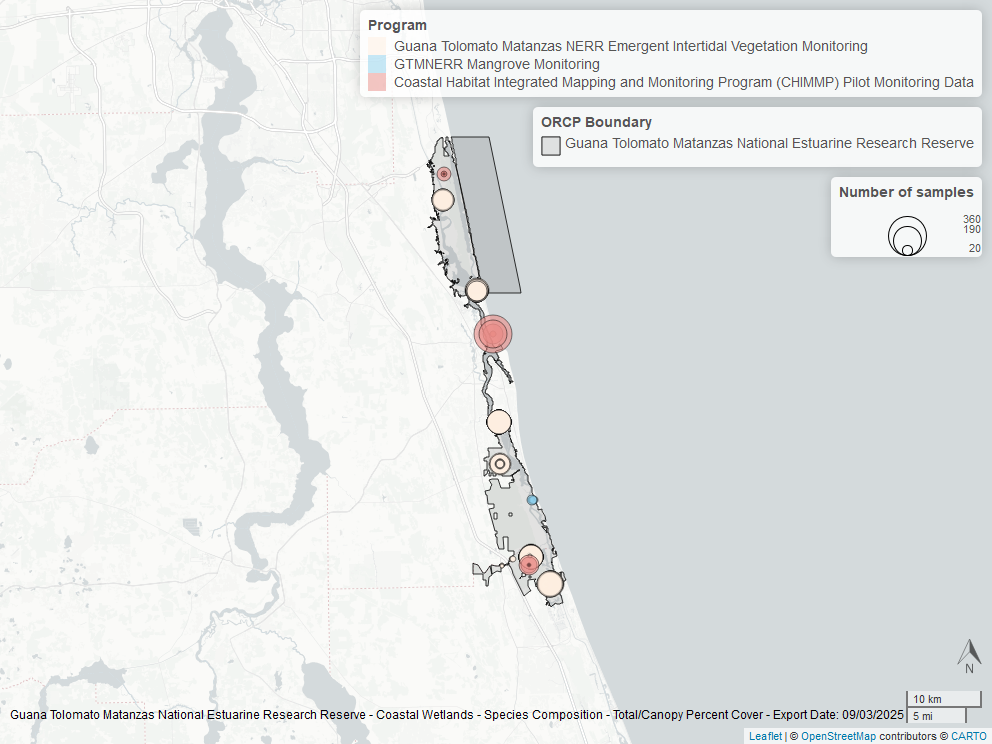 Program
Guana Tolomato Matanzas NERR Emergent Intertidal Vegetation Monitoring
GTMNERR Mangrove Monitoring
Coastal Habitat Integrated Mapping and Monitoring Program (CHIMMP) Pilot Monitoring Data
ORCP Boundary
Guana Tolomato Matanzas National Estuarine Research Reserve
Number of samples
360
190
20
N
10 km
5 mi
Guana Tolomato Matanzas National Estuarine Research Reserve - Coastal Wetlands - Species Composition - Total/Canopy Percent Cover - Export Date: 09/03/2025
Leaflet | © OpenStreetMap contributors © CARTO